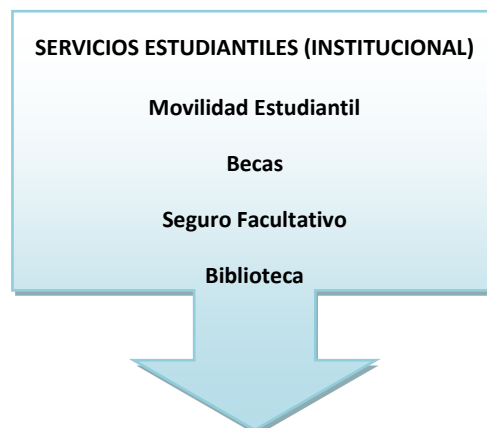 SERVICIOS ESTUDIANTILES (INSTITUCIONAL)
Movilidad Estudiantil
Becas
Seguro Facultativo
Biblioteca